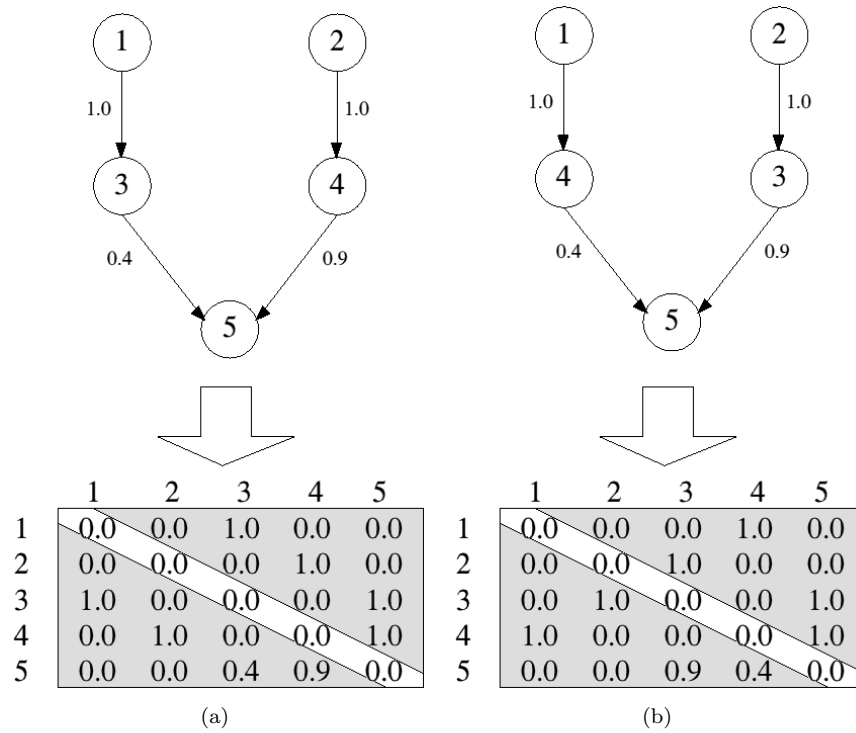 1 2
1.0 1.0
3 4
0.4 0.9
5
1 2 3 4 5
1 0.0 0.0 1.0 0.0 0.0
2 0.0 0.0 0.0 1.0 0.0
3 1.0 0.0 0.0 0.0 1.0
4 0.0 1.0 0.0 0.0 1.0
5 0.0 0.0 0.4 0.9 0.0
(a)
1 2
1.0 1.0
4 3
0.4 0.9
5
1 2 3 4 5
1 0.0 0.0 0.0 1.0 0.0
2 0.0 0.0 1.0 0.0 0.0
3 0.0 1.0 0.0 0.0 1.0
4 1.0 0.0 0.0 0.0 1.0
5 0.0 0.0 0.9 0.4 0.0
(b)